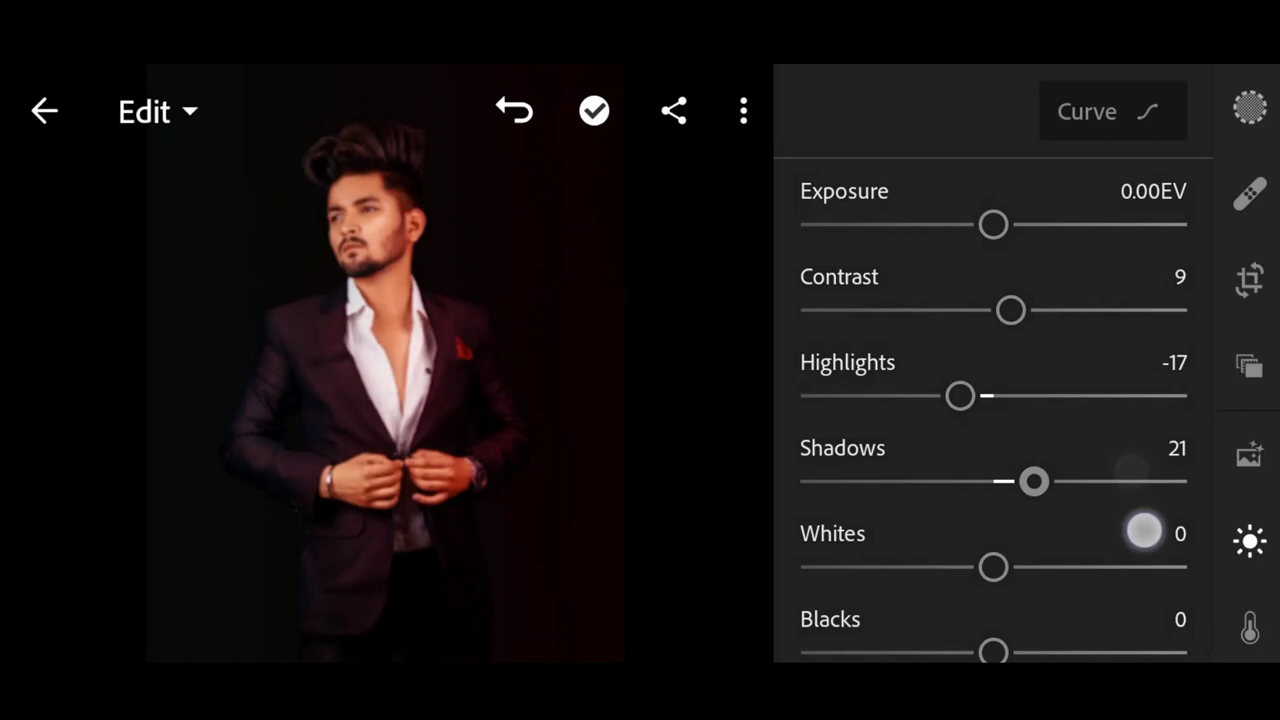 Edit
Curve
Exposure 0.00EV
Contrast 9
Highlights -17
Shadows 21
Whites 0
Blacks 0